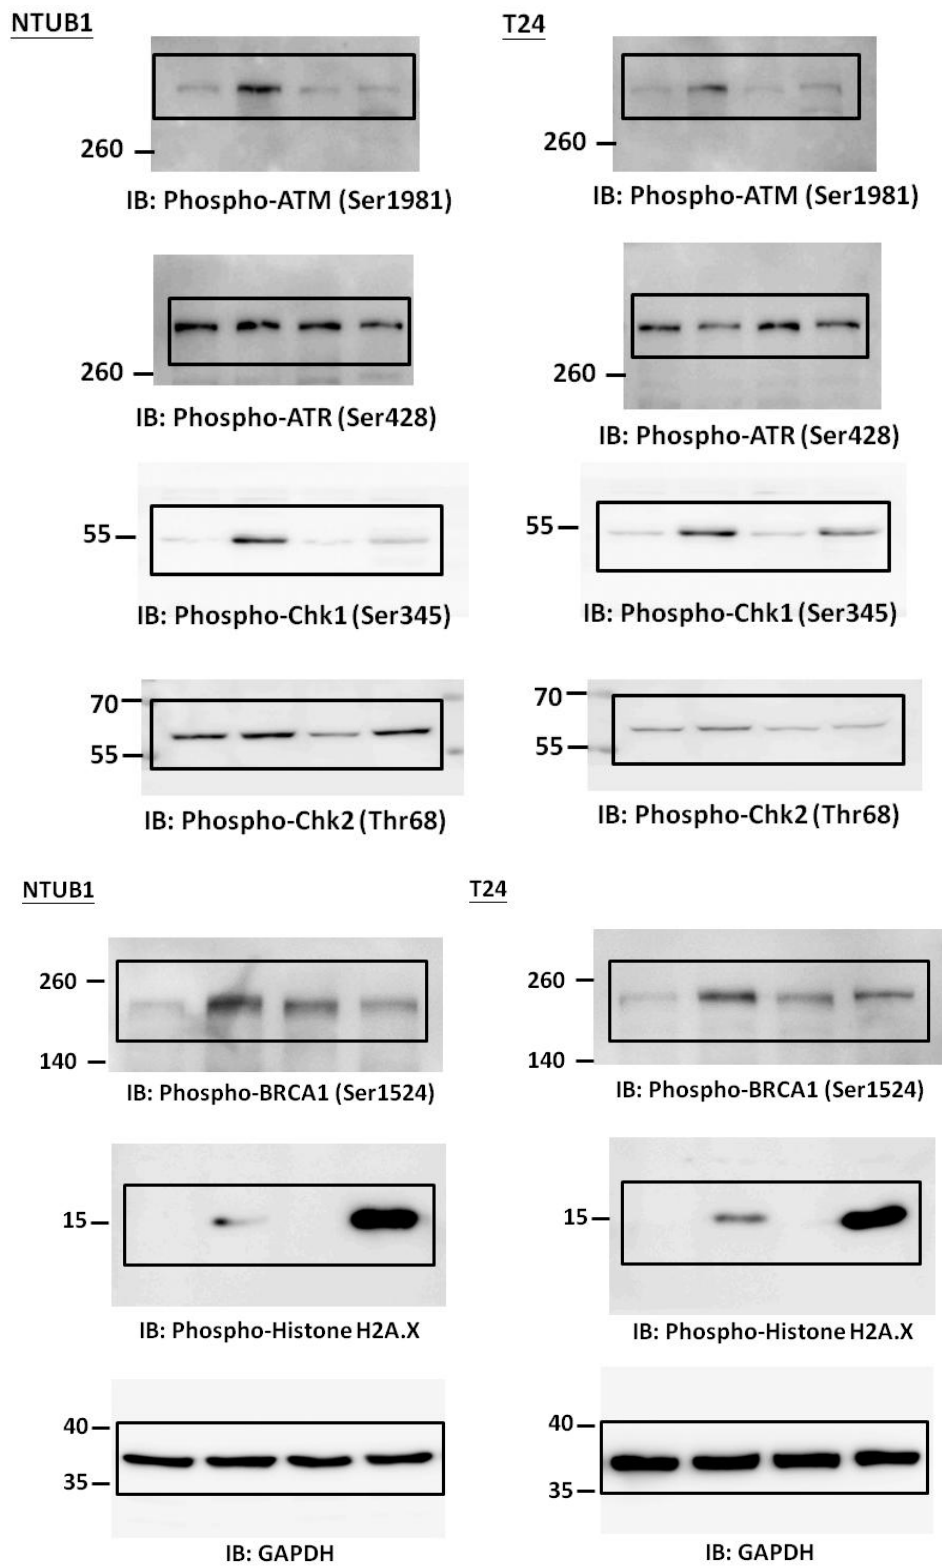 NTUB1 T24
260 260
IB: Phospho-ATM (Ser1981) IB: Phospho-ATM (Ser1981)
260 260
IB: Phospho-ATR (Ser428) IB: Phospho-ATR (Ser428)
55 55
IB: Phospho-Chk1 (Ser345) IB: Phospho-Chk1 (Ser345)
70 70
55 55
IB: Phospho-Chk2 (Thr68) IB: Phospho-Chk2 (Thr68)
NTUB1 T24
260 260
140 140
IB: Phospho-BRCA1 (Ser1524) IB: Phospho-BRCA1 (Ser1524)
15 15
IB: Phospho-Histone H2A.X IB: Phospho-Histone H2A.X
40 40
35 35
IB: GAPDH IB: GAPDH